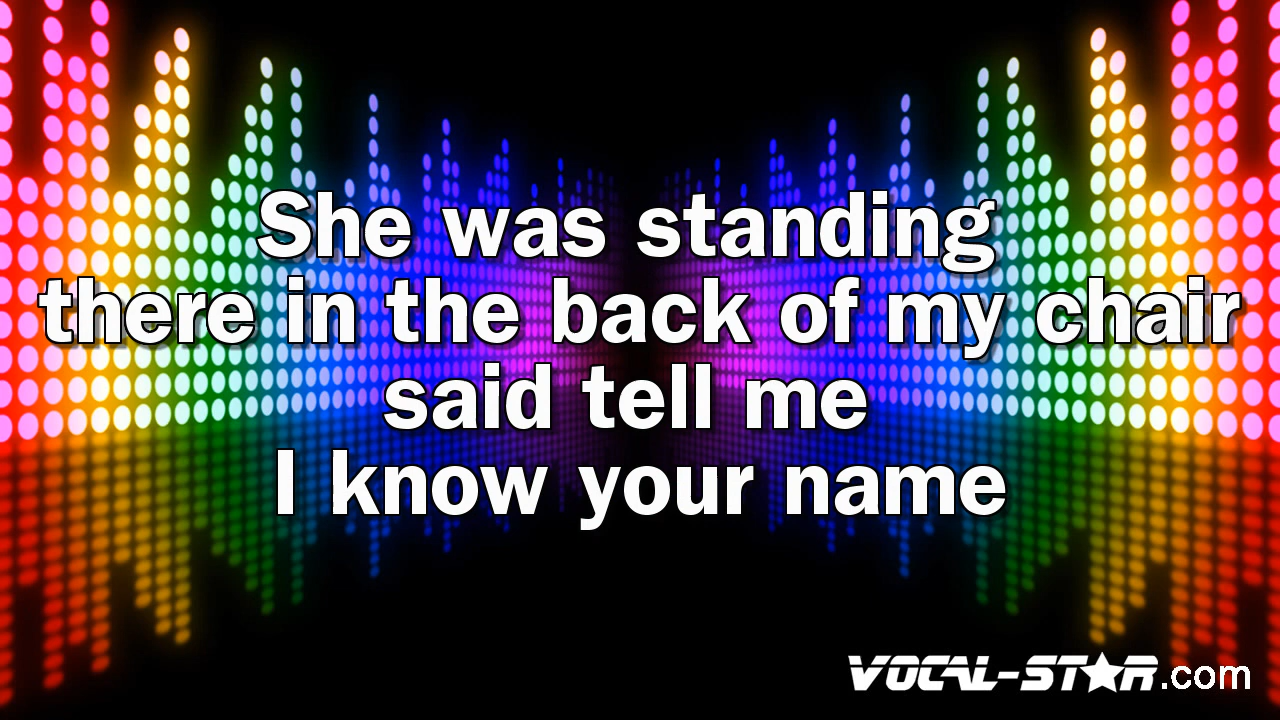 She was standing
there in the back of my chair
said tell me
I know your name
VOCAL-STAR.com